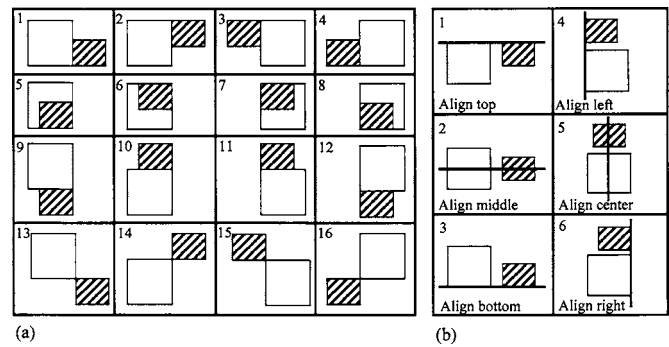 1 2 3 4
5 6 7 8
9 10 11 12
13 14 15 16
(a)
1 4
Align top Align left
2 5
Align middle Align center
3 6
Align bottom Align right
(b)